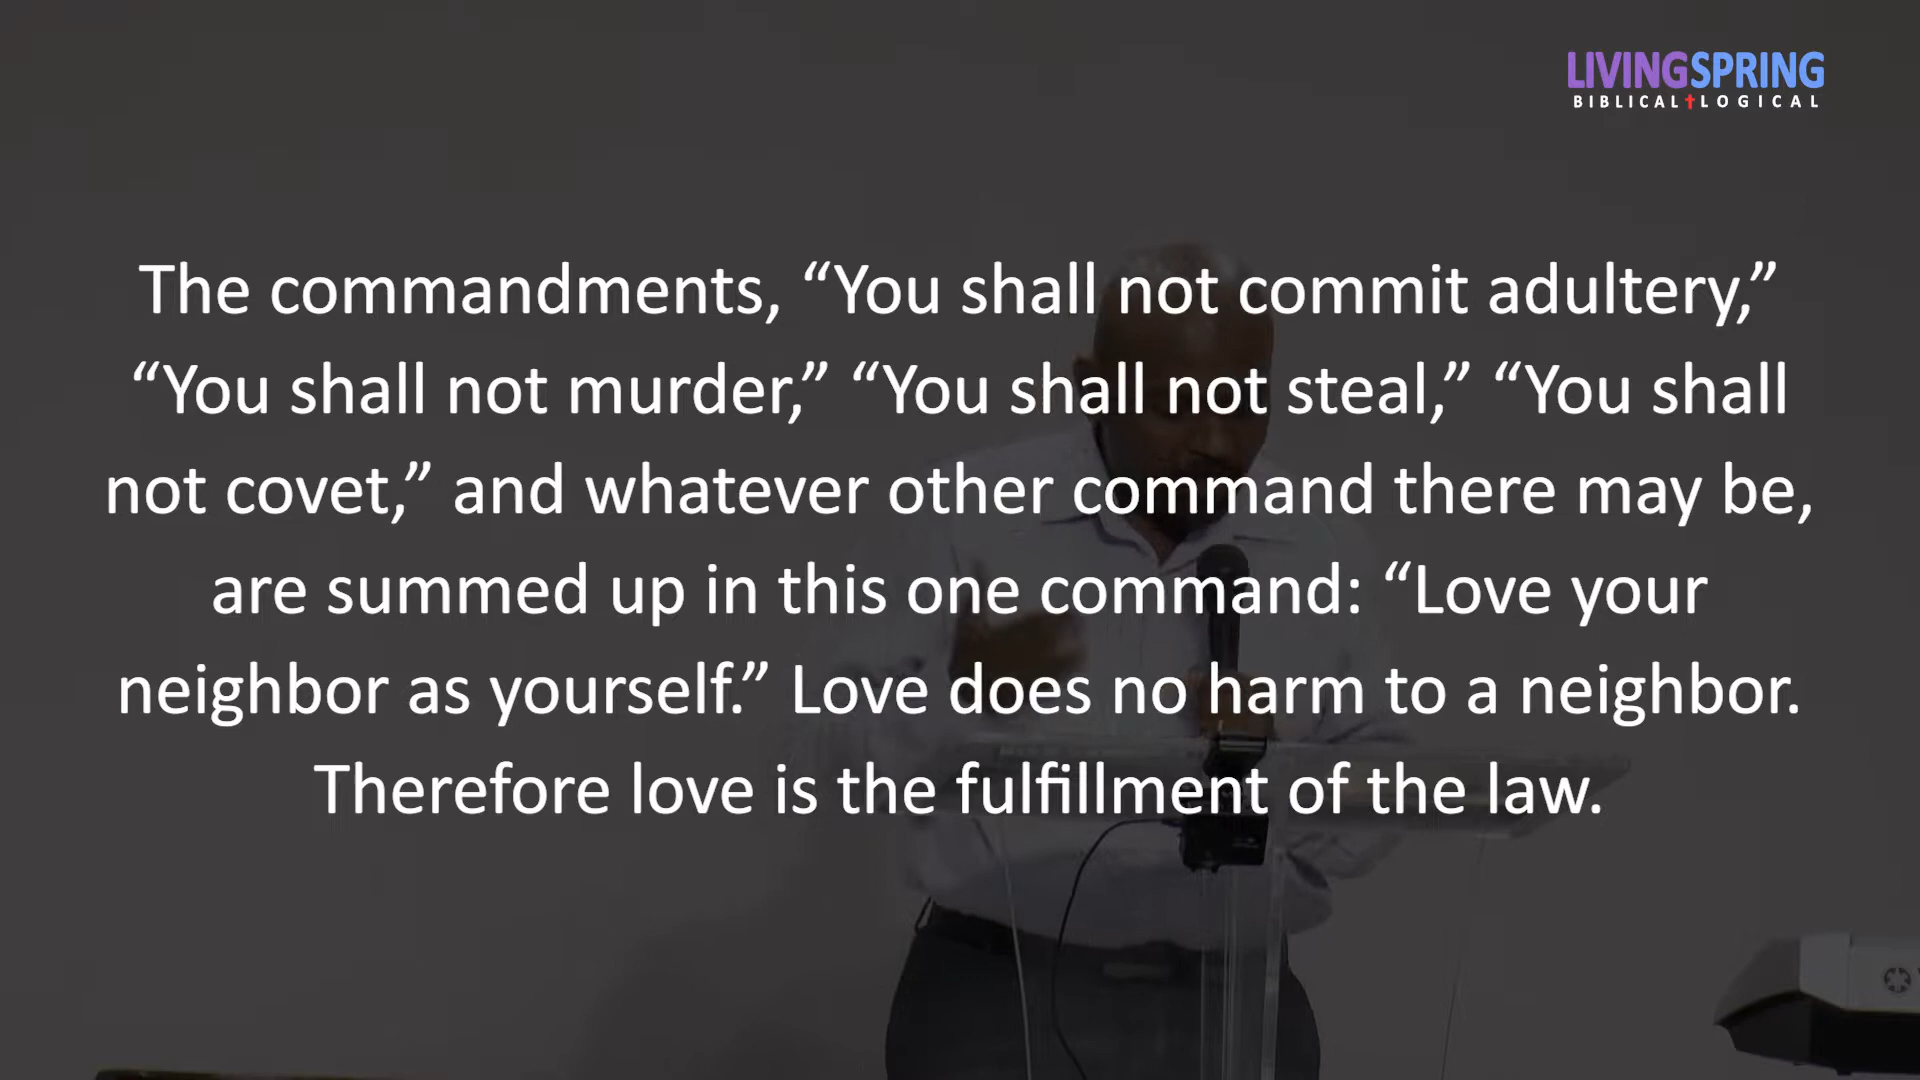 LIVINGSPRING
BIBLICAL✝LOGICAL
The commandments, “You shall not commit adultery,”
“You shall not murder,” “You shall not steal,” “You shall
not covet,” and whatever other command there may be,
are summed up in this one command: “Love your
neighbor as yourself.” Love does no harm to a neighbor.
Therefore love is the fulfillment of the law.